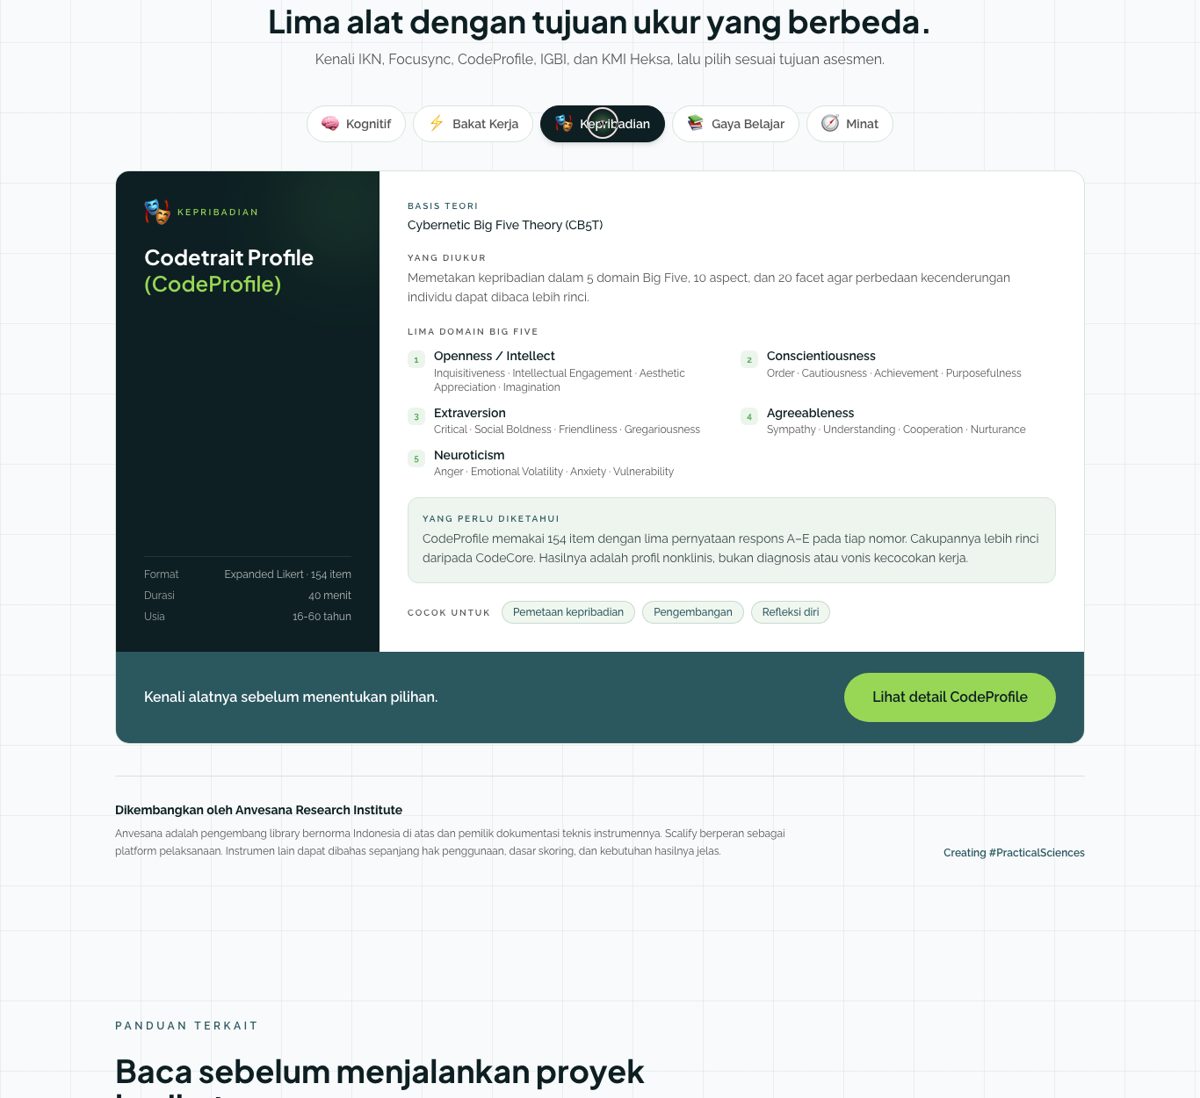 Lima alat dengan tujuan ukur yang berbeda.
Kenali IKN, Focusync, CodeProfile, IGBI, dan KMI Heksa, lalu pilih sesuai tujuan asesmen.
Kognitif
Bakat Kerja
Kepribadian
Gaya Belajar
Minat
KEPRIBADIAN
Codetrait Profile
(CodeProfile)
Format Expanded Likert · 154 item
Durasi 40 menit
Usia 16-60 tahun
BASIS TEORI
Cybernetic Big Five Theory (CB5T)
YANG DIUKUR
Memetakan kepribadian dalam 5 domain Big Five, 10 aspect, dan 20 facet agar perbedaan kecenderungan
individu dapat dibaca lebih rinci.
LIMA DOMAIN BIG FIVE
1 Openness / Intellect
Inquisitiveness · Intellectual Engagement · Aesthetic
Appreciation · Imagination
2 Conscientiousness
Order · Cautiousness · Achievement · Purposefulness
3 Extraversion
Critical · Social Boldness · Friendliness · Gregariousness
4 Agreeableness
Sympathy · Understanding · Cooperation · Nurturance
5 Neuroticism
Anger · Emotional Volatility · Anxiety · Vulnerability
YANG PERLU DIKETAHUI
CodeProfile memakai 154 item dengan lima pernyataan respons A–E pada tiap nomor. Cakupannya lebih rinci
daripada CodeCore. Hasilnya adalah profil nonklinis, bukan diagnosis atau vonis kecocokan kerja.
COCOK UNTUK
Pemetaan kepribadian
Pengembangan
Refleksi diri
Kenali alatnya sebelum menentukan pilihan.
Lihat detail CodeProfile
Dikembangkan oleh Anvesana Research Institute
Anvesana adalah pengembang library bernorma Indonesia di atas dan pemilik dokumentasi teknis instrumennya. Scalify berperan sebagai
platform pelaksanaan. Instrumen lain dapat dibahas sepanjang hak penggunaan, dasar skoring, dan kebutuhan hasilnya jelas.
Creating #PracticalSciences
PANDUAN TERKAIT
Baca sebelum menjalankan proyek